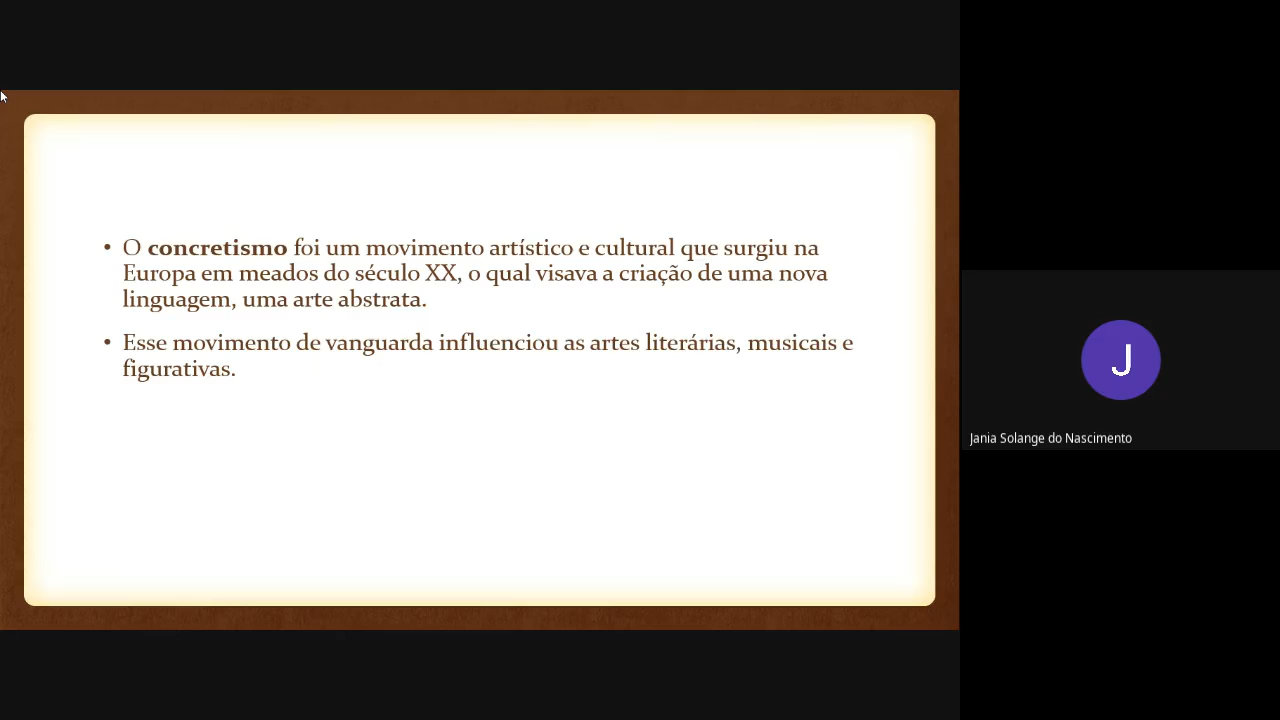 • O concretismo foi um movimento artístico e cultural que surgiu na
Europa em meados do século XX, o qual visava a criação de uma nova
linguagem, uma arte abstrata.
• Esse movimento de vanguarda influenciou as artes literárias, musicais e
figurativas.
J
Jania Solange do Nascimento